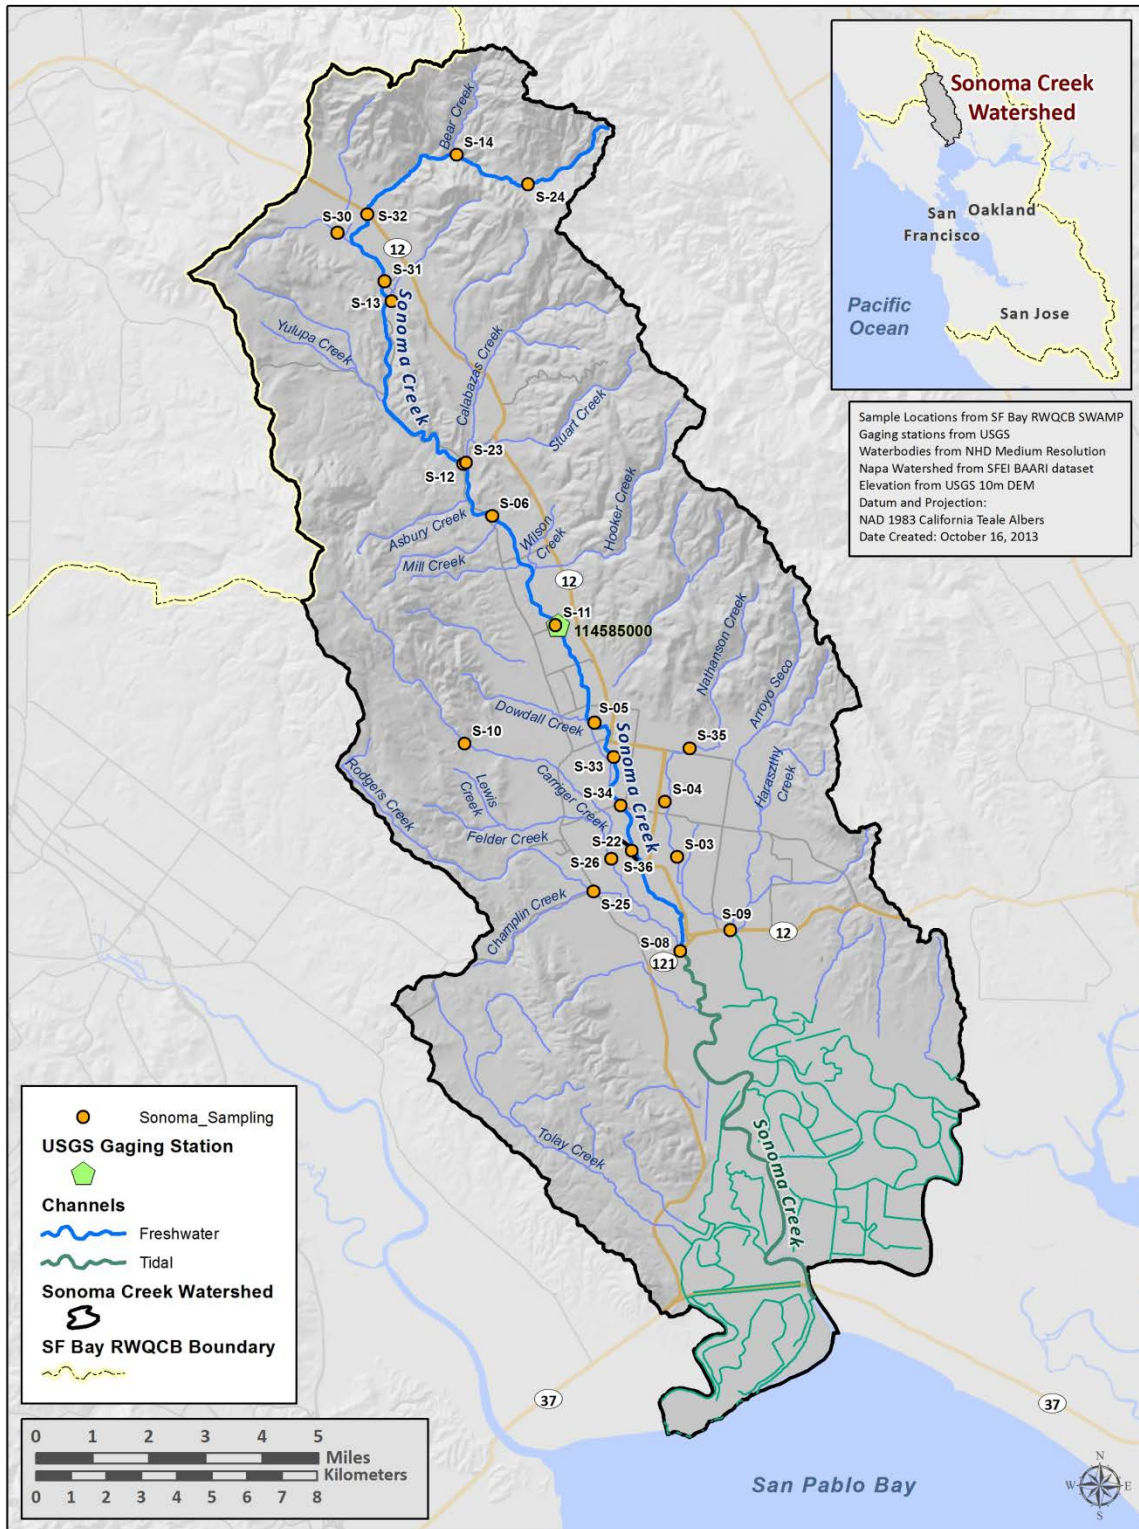 Sonoma Creek
Watershed
San
Francisco
Oakland
Pacific
Ocean
San Jose
Sample Locations from SF Bay RWQCB SWAMP
Gaging stations from USGS
Waterbodies from NHD Medium Resolution
Napa Watershed from SFEI BAARI dataset
Elevation from USGS 10m DEM
Datum and Projection:
NAD 1983 California Teale Albers
Date Created: October 16, 2013
Bear Creek
S-14
S-24
S-32
S-30
12
S-31
S-13
Sonoma Creek
Yulupa Creek
Calabazas Creek
Stuart Creek
S-23
S-12
S-06
Asbury Creek
Wilson
Creek
Hooker Creek
Mill Creek
12
S-11
114585000
Nathanson Creek
Arroyo Seco
Dowdall Creek
S-05
S-10
S-35
Sonoma Creek
S-33
Haraszthy
Creek
Rodgers Creek
Lewis
Creek
Carriger Creek
S-34
S-04
Felder Creek
S-22
S-26
S-36
S-03
S-25
Champlin Creek
S-09
12
S-08
121
Tolay Creek
Sonoma Creek
Sonoma_Sampling
USGS Gaging Station
Channels
Freshwater
Tidal
Sonoma Creek Watershed
SF Bay RWQCB Boundary
37
37
0 1 2 3 4 5
Miles
Kilometers
0 1 2 3 4 5 6 7 8
San Pablo Bay
N
W E
S